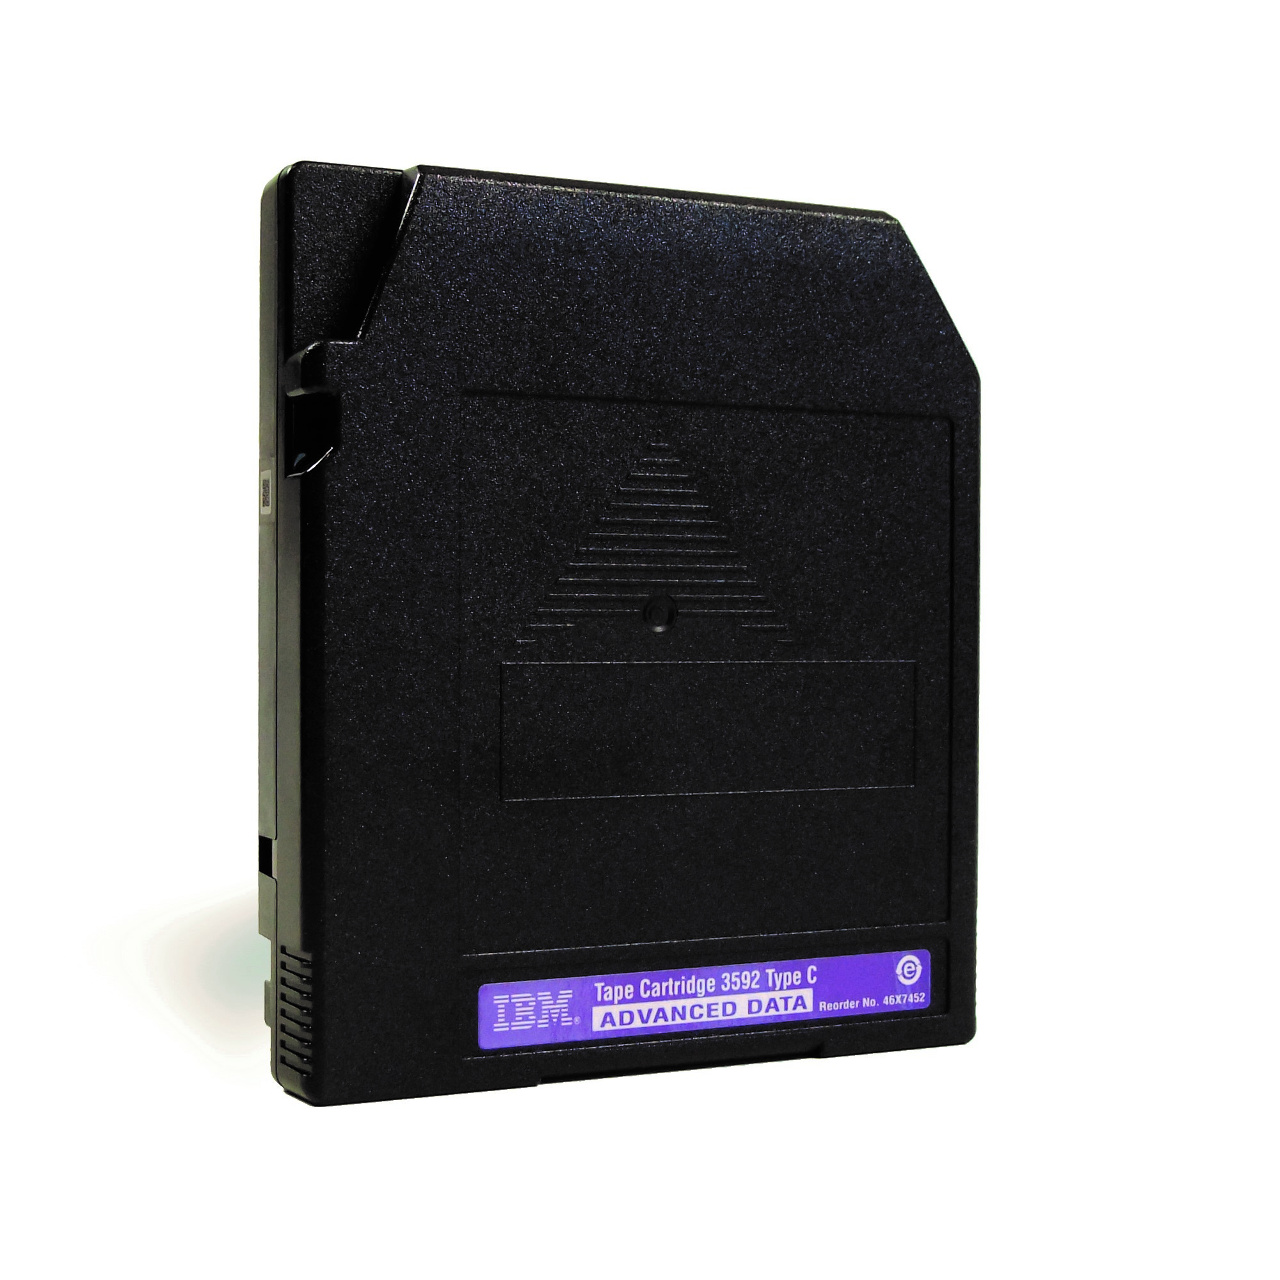 IBM®
Tape Cartridge 3592 Type C
ADVANCED DATA
Reorder No. 46X7452
e